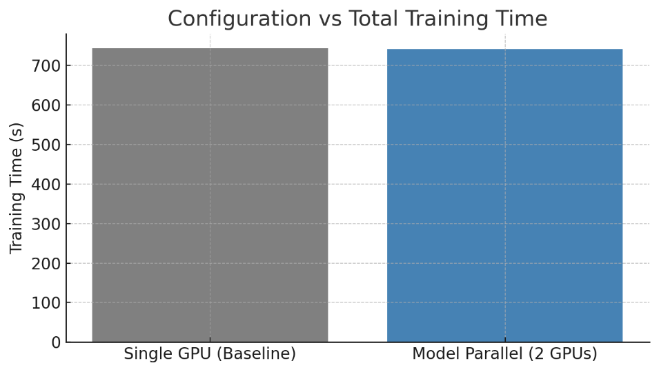 Configuration vs Total Training Time
Training Time (s)
700
600
500
400
300
200
100
0
Single GPU (Baseline)
Model Parallel (2 GPUs)